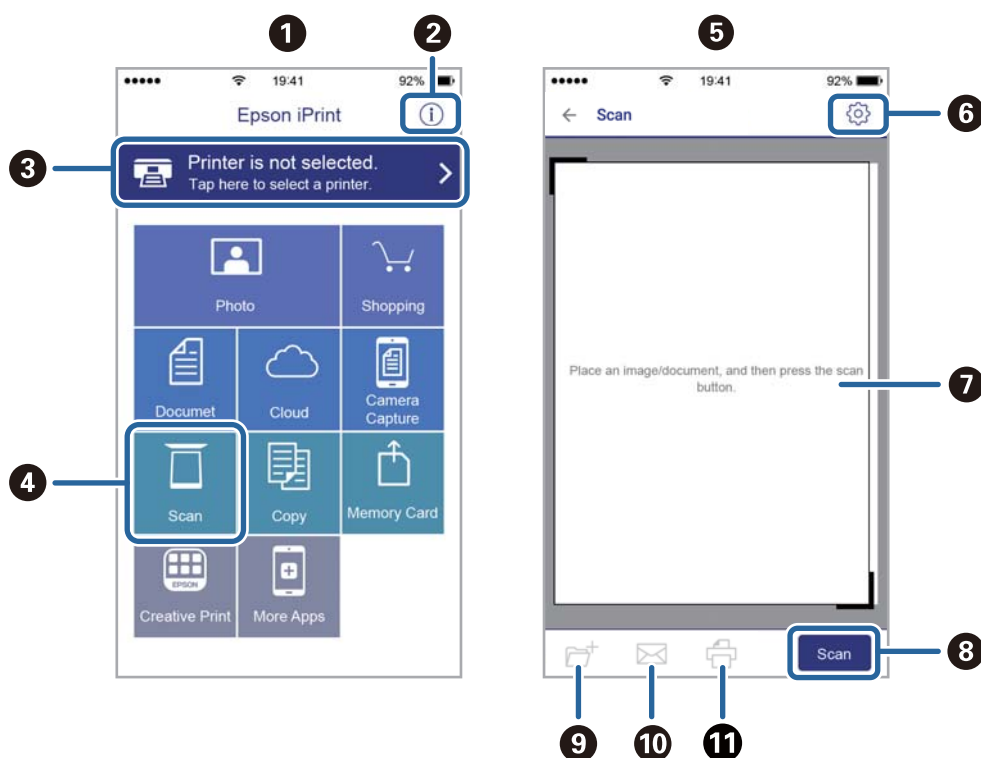 1
2
19:41
92%
Epson iPrint
3
Printer is not selected.
Tap here to select a printer.
Photo
Shopping
Documet
Cloud
Camera
Capture
4
Scan
Copy
Memory Card
EPSON
Creative Print
More Apps
5
19:41
92%
Scan
6
Place an image/document, and then press the scan
button.
7
Scan
8
9
10
11